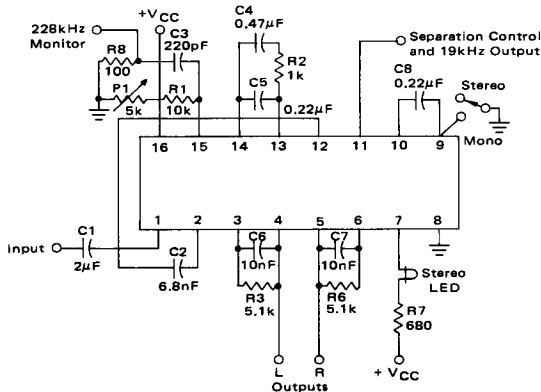 228kHz
Monitor
+VCC
C3
220pF
R8
100
P1
5k
R1
10k
C4
0.47μF
R2
1k
C5
0.22μF
Separation Control
and 19kHz Output
C8
0.22μF
Stereo
Mono
16 15 14 13 12 11 10 9
1 2 3 4 5 6 7 8
Input
C1
2μF
C2
6.8nF
C6
10nF
R3
5.1k
C7
10nF
R6
5.1k
Stereo
LED
R7
680
L R
Outputs
+ VCC